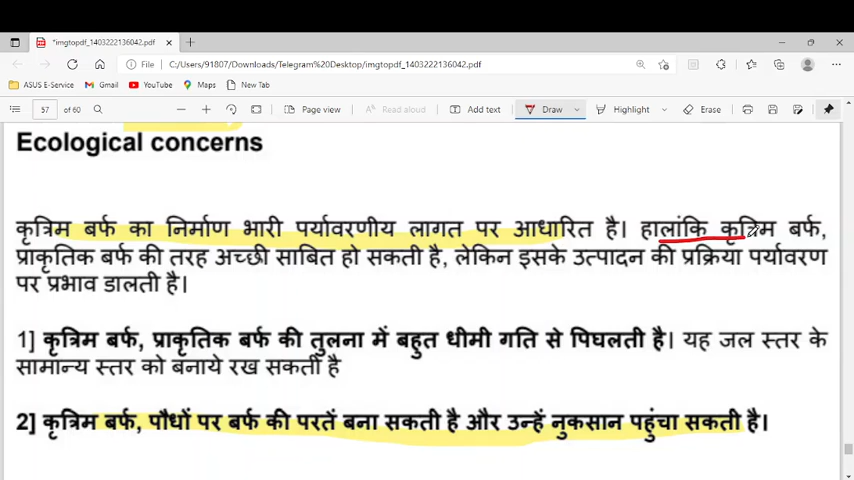 *imgtopdf_1403222136042.pdf
File C:/Users/91807/Downloads/Telegram%20Desktop/imgtopdf_1403222136042.pdf
ASUS E-Service Gmail YouTube Maps New Tab
57 of 60 Page view Read aloud Add text Draw Highlight Erase
Ecological concerns
कृत्रिम बर्फ का निर्माण भारी पर्यावरणीय लागत पर आधारित है। हालांकि कृत्रिम बर्फ,
प्राकृतिक बर्फ की तरह अच्छी साबित हो सकती है, लेकिन इसके उत्पादन की प्रक्रिया पर्यावरण
पर प्रभाव डालती है।
1] कृत्रिम बर्फ, प्राकृतिक बर्फ की तुलना में बहुत धीमी गति से पिघलती है। यह जल स्तर के
सामान्य स्तर को बनाये रख सकती है
2] कृत्रिम बर्फ, पौधों पर बर्फ की परतें बना सकती है और उन्हें नुकसान पहुंचा सकती है।